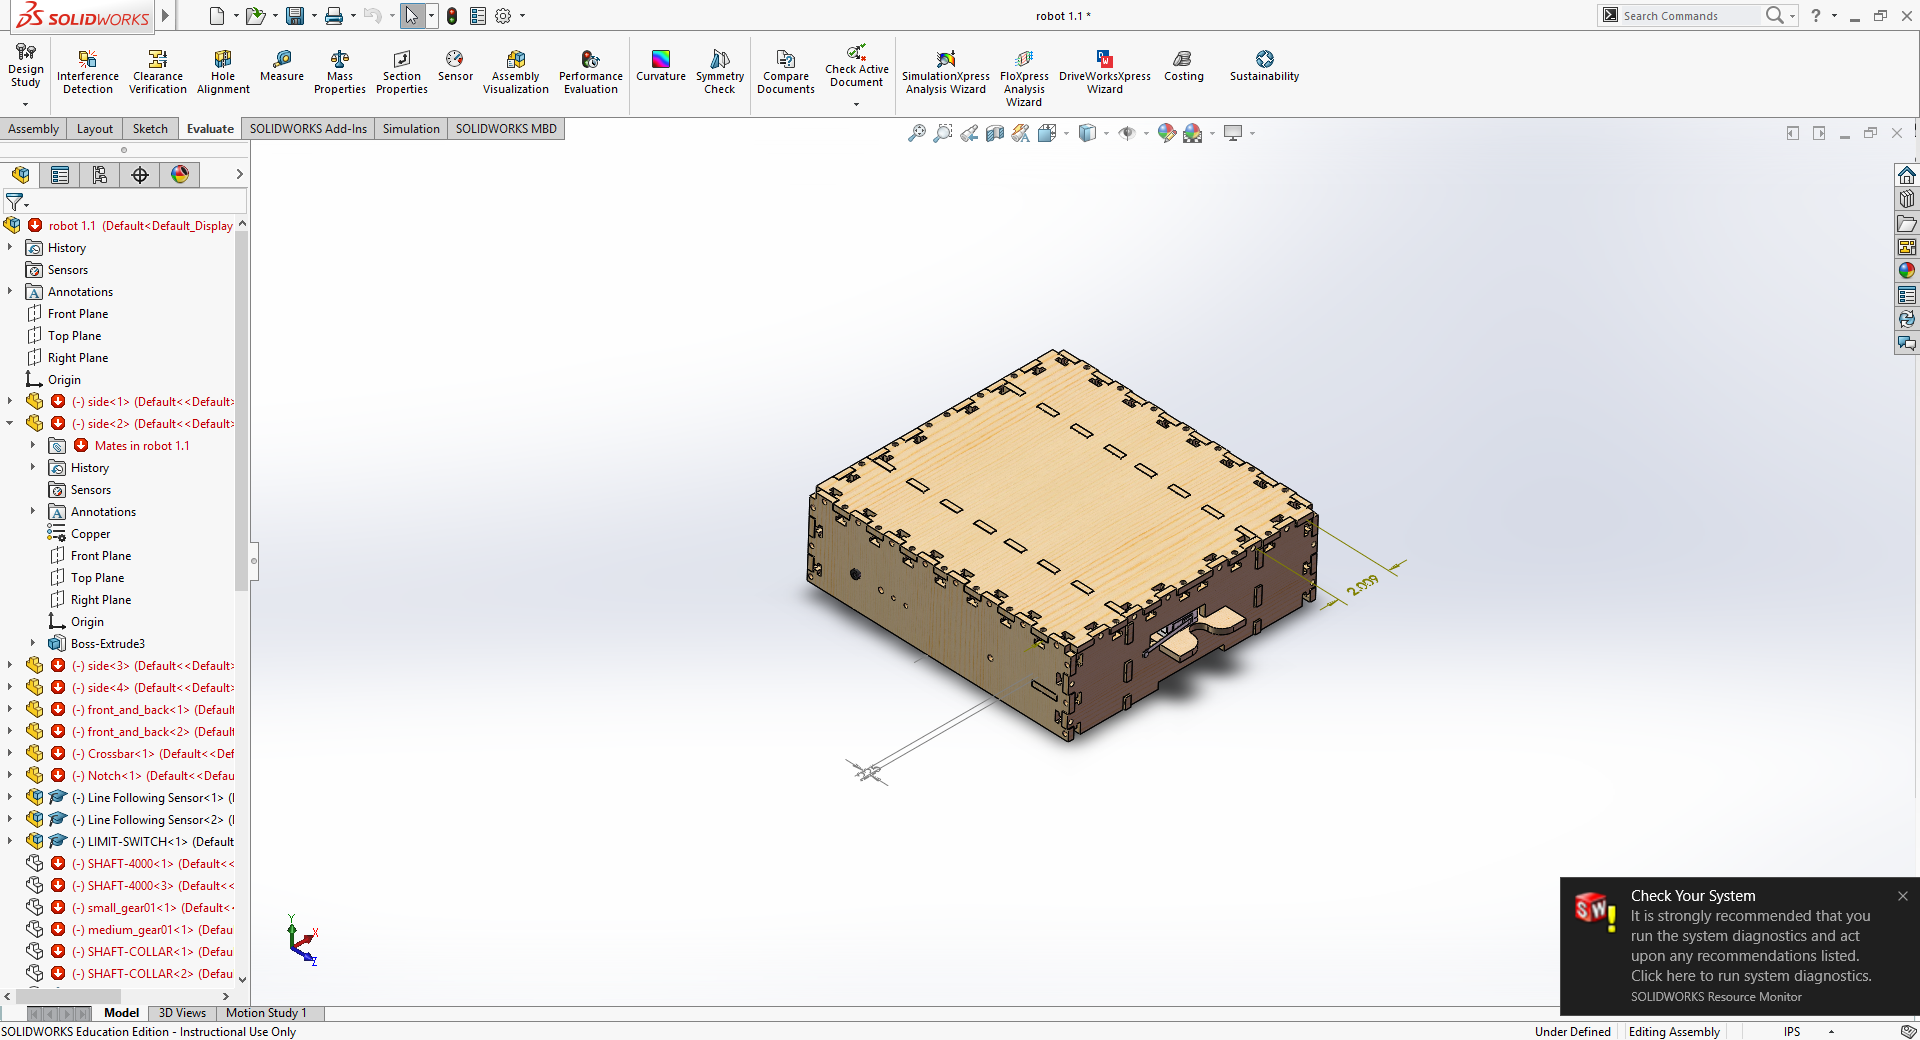 SOLIDWORKS
robot 1.1 *
Search Commands
?
Design Study
Interference Detection
Clearance Verification
Hole Alignment
Measure
Mass Properties
Section Properties
Sensor
Assembly Visualization
Performance Evaluation
Curvature
Symmetry Check
Compare Documents
Check Active Document
SimulationXpress Analysis Wizard
FloXpress Analysis Wizard
DriveWorksXpress Wizard
Costing
Sustainability
Assembly
Layout
Sketch
Evaluate
SOLIDWORKS Add-Ins
Simulation
SOLIDWORKS MBD
robot 1.1 (Default<Default_Display
History
Sensors
Annotations
Front Plane
Top Plane
Right Plane
Origin
(-) side<1> (Default<<Default>
(-) side<2> (Default<<Default>
Mates in robot 1.1
History
Sensors
Annotations
Copper
Front Plane
Top Plane
Right Plane
Origin
Boss-Extrude3
(-) side<3> (Default<<Default>
(-) side<4> (Default<<Default>
(-) front_and_back<1> (Default
(-) front_and_back<2> (Default
(-) Crossbar<1> (Default<<Def
(-) Notch<1> (Default<<Defau
(-) Line Following Sensor<1> (
(-) Line Following Sensor<2> (
(-) LIMIT-SWITCH<1> (Default
(-) SHAFT-4000<1> (Default<<
(-) SHAFT-4000<3> (Default<<
(-) small_gear01<1> (Default<
(-) medium_gear01<1> (Defau
(-) SHAFT-COLLAR<1> (Defau
(-) SHAFT-COLLAR<2> (Defau
2.009
Y
X
Z
Check Your System
It is strongly recommended that you
run the system diagnostics and act
upon any recommendations listed.
Click here to run system diagnostics.
SOLIDWORKS Resource Monitor
Model
3D Views
Motion Study 1
SOLIDWORKS Education Edition - Instructional Use Only
Under Defined
Editing Assembly
IPS